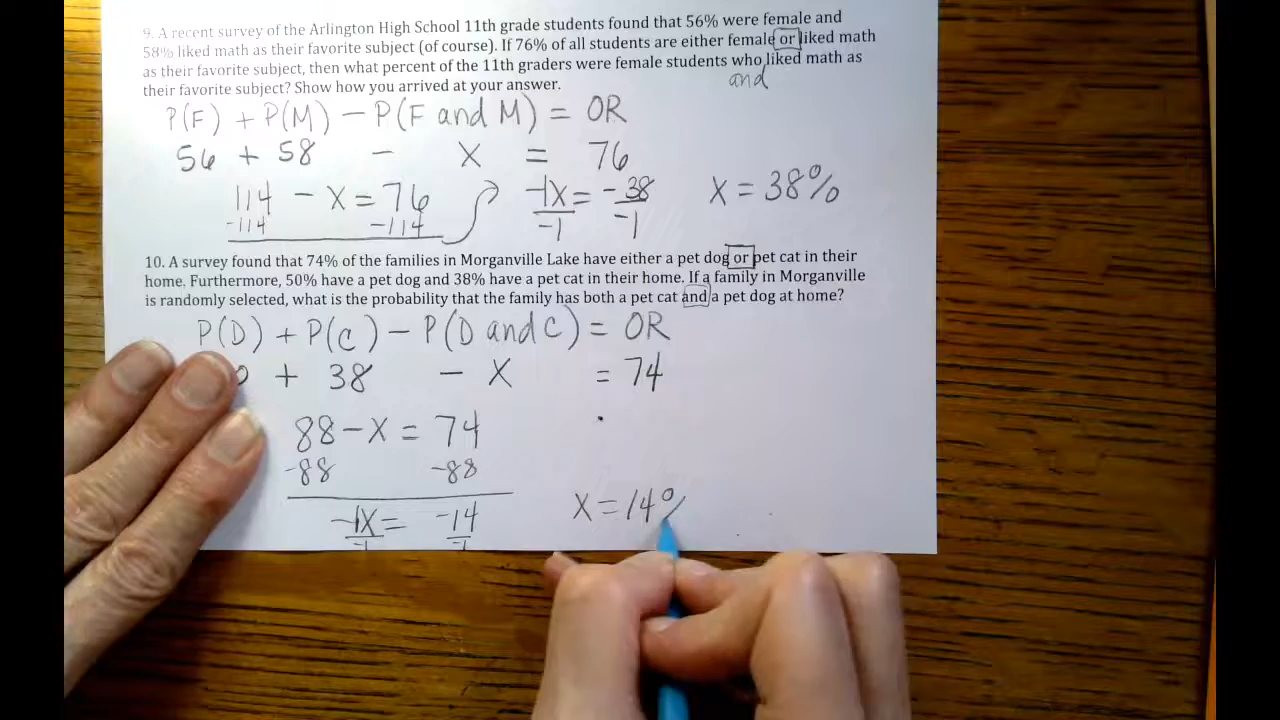 9. A recent survey of the Arlington High School 11th grade students found that 56% were female and
58% liked math as their favorite subject (of course). If 76% of all students are either female or liked math
as their favorite subject, then what percent of the 11th graders were female students who liked math as
and
their favorite subject? Show how you arrived at your answer.
P(F) + P(M) - P(F and M) = OR
56 + 58 - X = 76
114 - X = 76
-114 -114
-1X = -38
-1 -1
X = 38%
10. A survey found that 74% of the families in Morganville Lake have either a pet dog or pet cat in their
home. Furthermore, 50% have a pet dog and 38% have a pet cat in their home. If a family in Morganville
is randomly selected, what is the probability that the family has both a pet cat and a pet dog at home?
P(D) + P(C) - P(D and C) = OR
0 + 38 - X = 74
88 - X = 74
-88 -88
-1X = -14
-1 -1
X = 14%